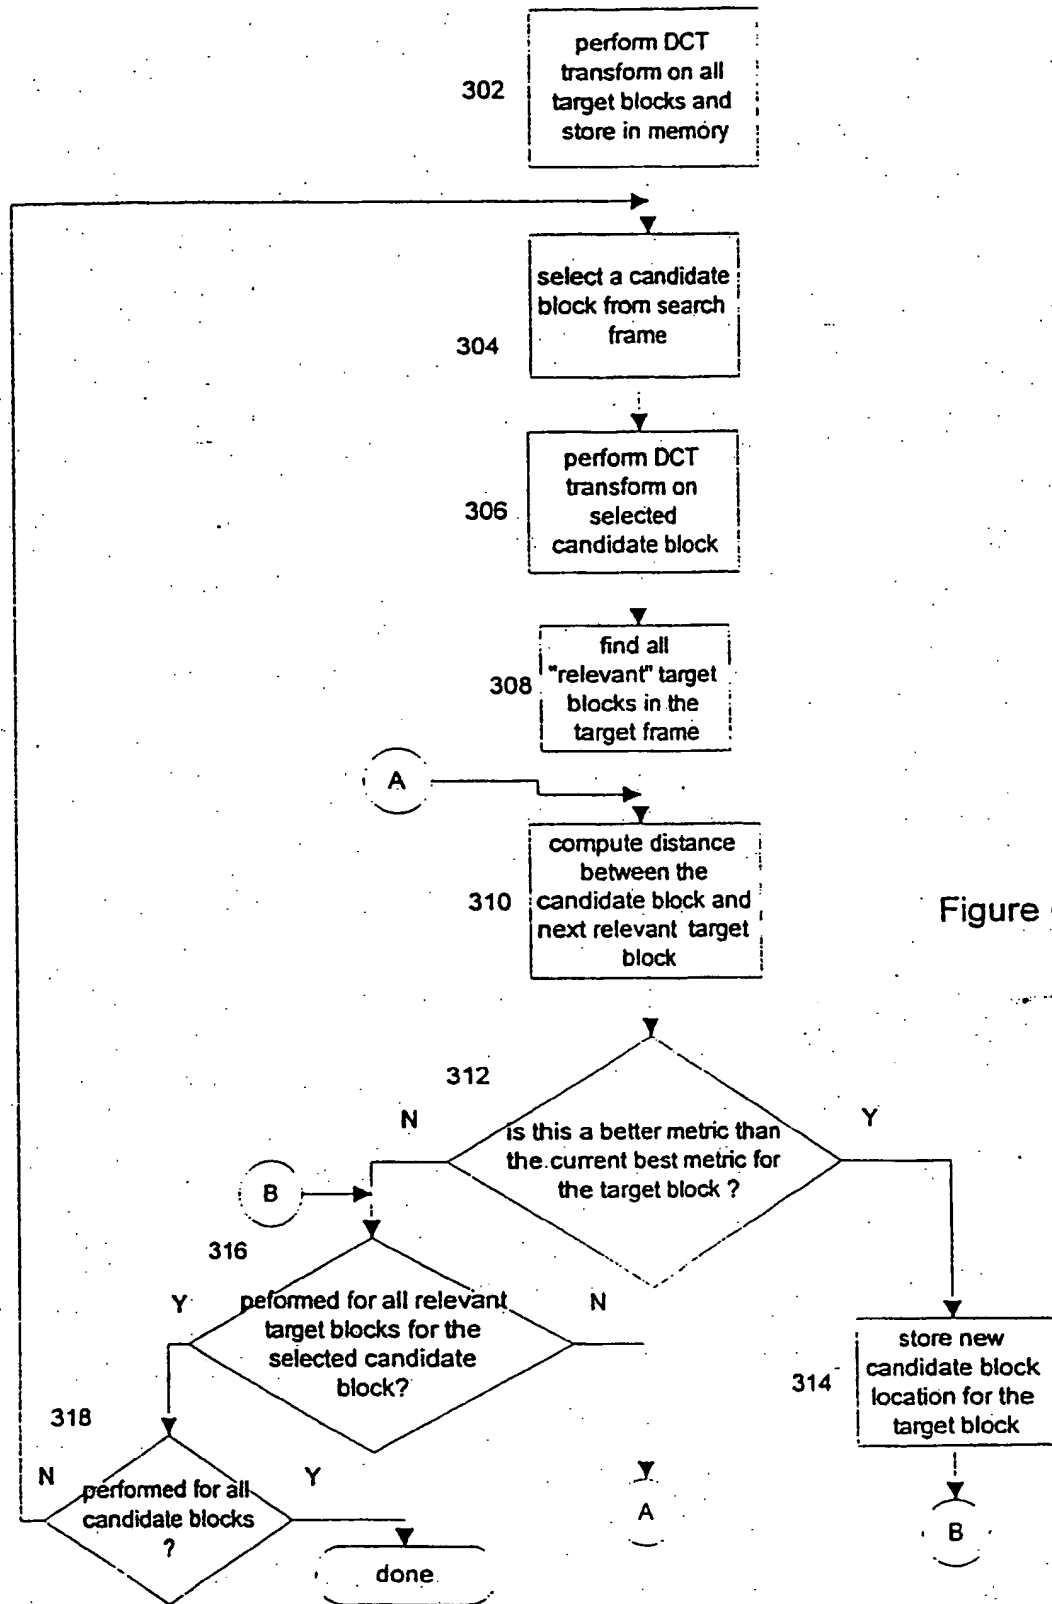 perform DCT
transform on all
target blocks and
store in memory
302
select a candidate
block from search
frame
304
perform DCT
transform on
selected
candidate block
306
find all
"relevant" target
blocks in the
target frame
308
A
compute distance
between the
candidate block and
next relevant target
block
310
Figure
312
is this a better metric than
the current best metric for
the target block ?
N
Y
B
316
peformed for all relevant
target blocks for the
selected candidate
block?
Y
N
store new
candidate block
location for the
target block
314
318
performed for all
candidate blocks
?
N
Y
A
B
done